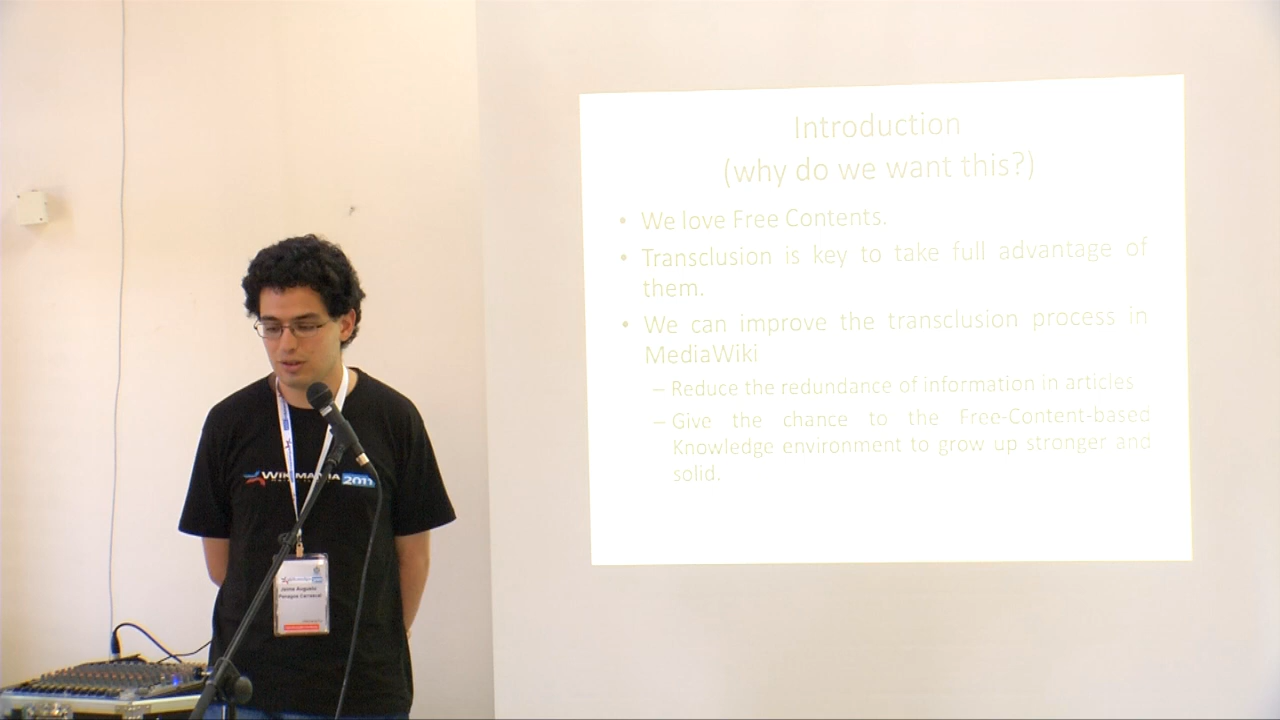 Introduction
(why do we want this?)
• We love Free Contents.
• Transclusion is key to take full advantage of
them.
• We can improve the transclusion process in
MediaWiki
– Reduce the redundance of information in articles
– Give the chance to the Free-Content-based
Knowledge environment to grow up stronger and
solid.
WIKIMANIA 2011
Jaime Augusto